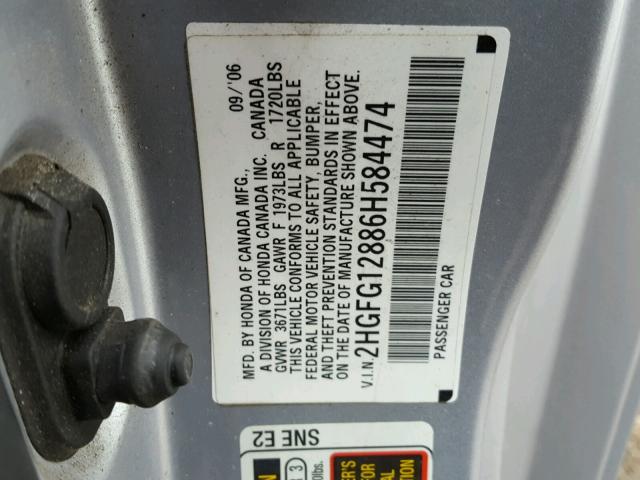 MFD. BY HONDA OF CANADA MFG., 09/'06
A DIVISION OF HONDA CANADA INC. CANADA
GVWR 3671LBS GAWR F 1973LBS R 1720LBS
THIS VEHICLE CONFORMS TO ALL APPLICABLE
FEDERAL MOTOR VEHICLE SAFETY, BUMPER,
AND THEFT PREVENTION STANDARDS IN EFFECT
ON THE DATE OF MANUFACTURE SHOWN ABOVE.
V.I.N. 2HGFG12886H584474
PASSENGER CAR
SNE E2
3